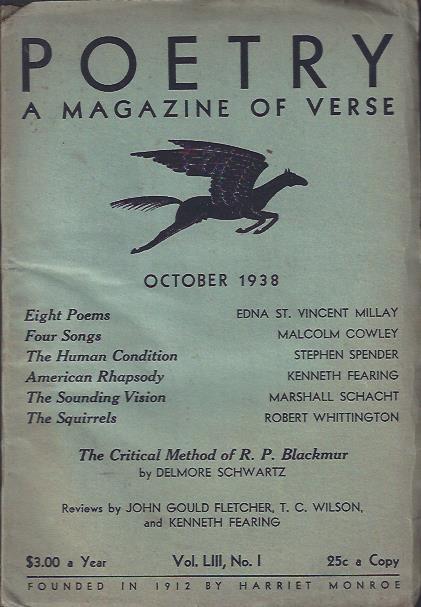 POETRY
A MAGAZINE OF VERSE
OCTOBER 1938
Eight Poems EDNA ST. VINCENT MILLAY
Four Songs MALCOLM COWLEY
The Human Condition STEPHEN SPENDER
American Rhapsody KENNETH FEARING
The Sounding Vision MARSHALL SCHACHT
The Squirrels ROBERT WHITTINGTON
The Critical Method of R. P. Blackmur
by DELMORE SCHWARTZ
Reviews by JOHN GOULD FLETCHER, T. C. WILSON,
and KENNETH FEARING
$3.00 a Year Vol. LIII, No. I 25c a Copy
FOUNDED IN 1912 BY HARRIET MONROE